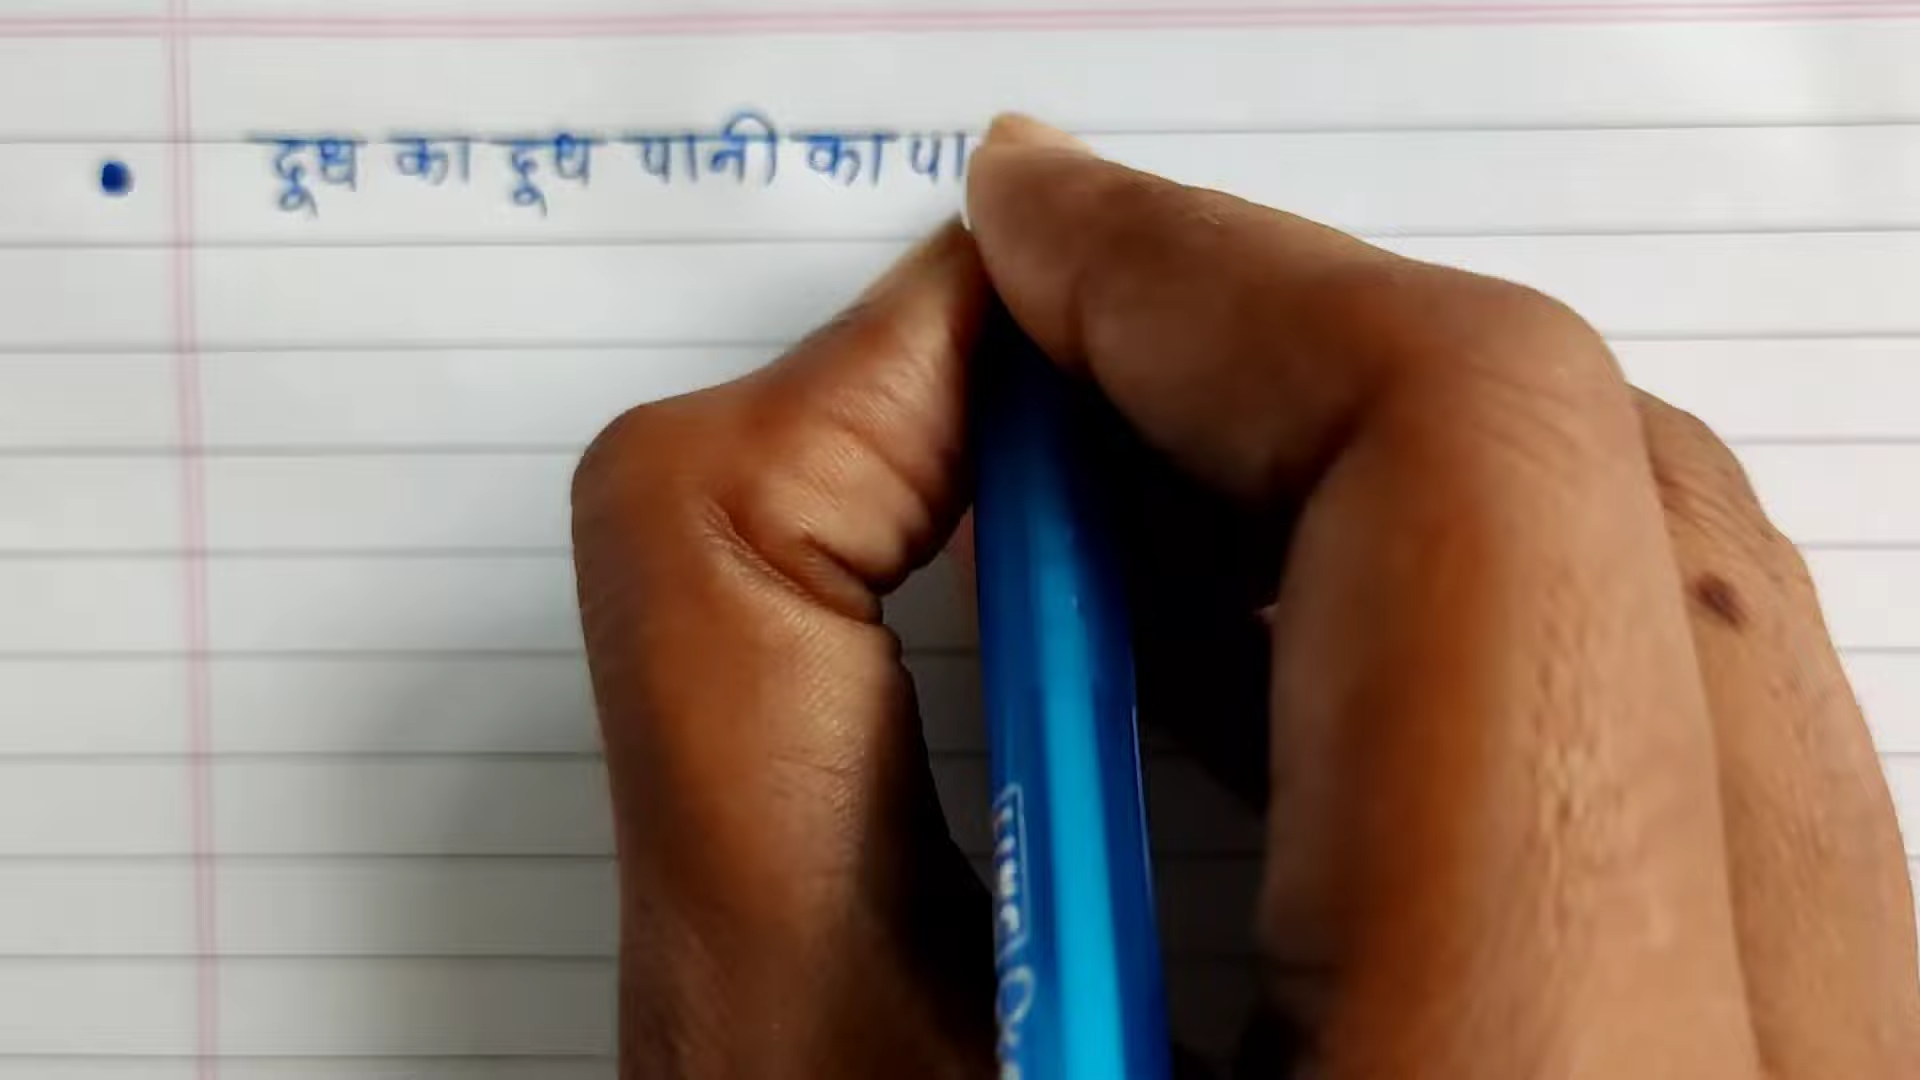 दूध का दूध पानी का पा